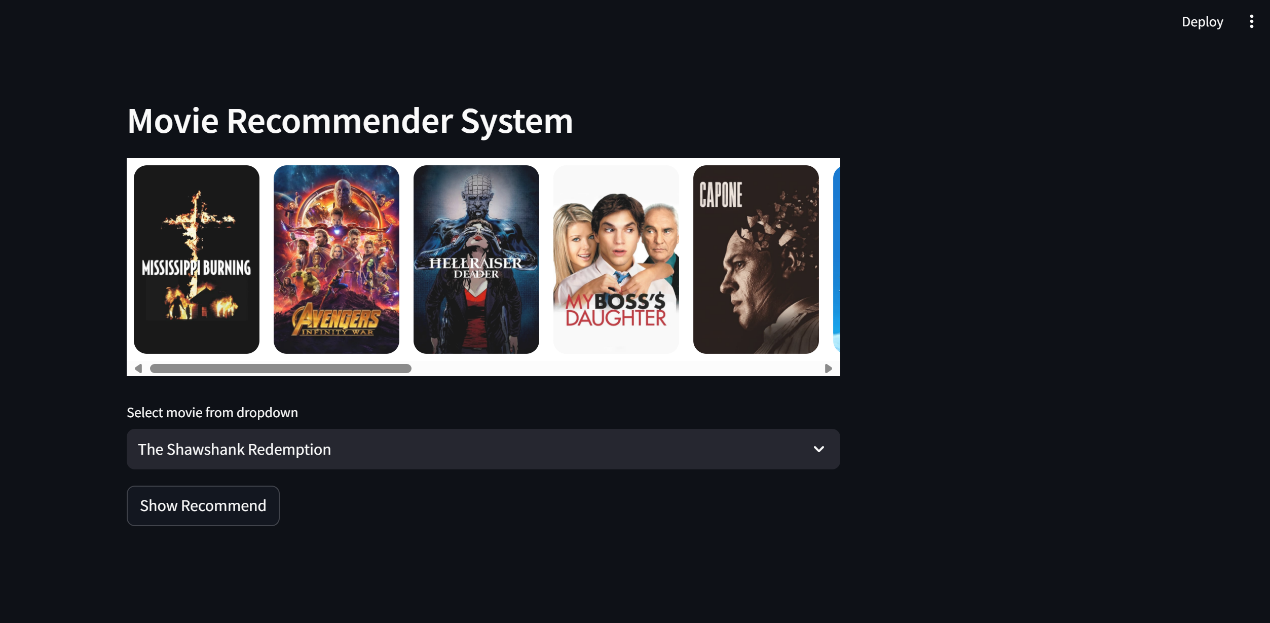 Deploy
Movie Recommender System
MISSISSIPPI BURNING
AVENGERS
INFINITY WAR
HELLRAISER
DEADER
MY BOSS'$
DAUGHTER
CAPONE
Select movie from dropdown
The Shawshank Redemption
Show Recommend